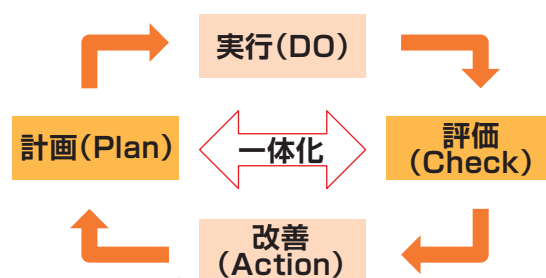 実行(DO)
計画(Plan)
一体化
評価
(Check)
改善
(Action)